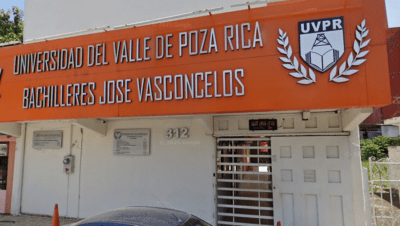 UNIVERSIDAD DEL VALLE DE POZA RICA
BACHILLERES JOSE VASCONCELOS
UVPR
312